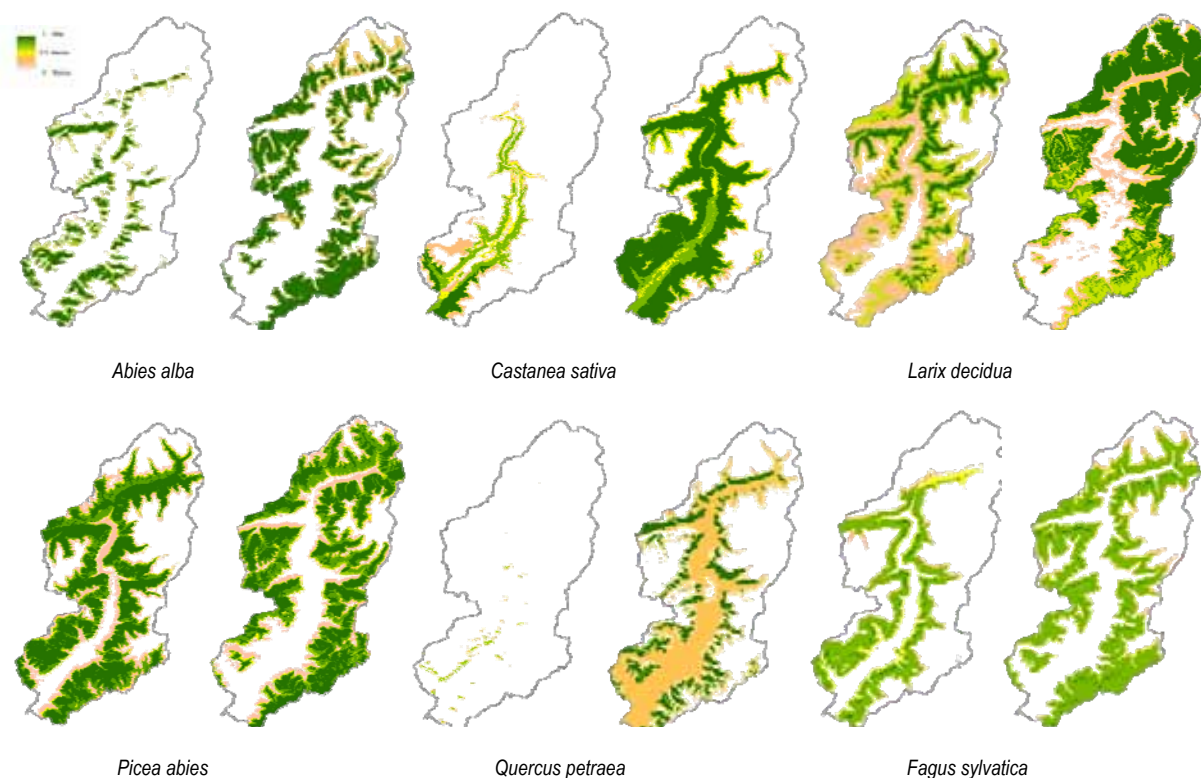 Abies alba
Castanea sativa
Larix decidua
Picea abies
Quercus petraea
Fagus sylvatica